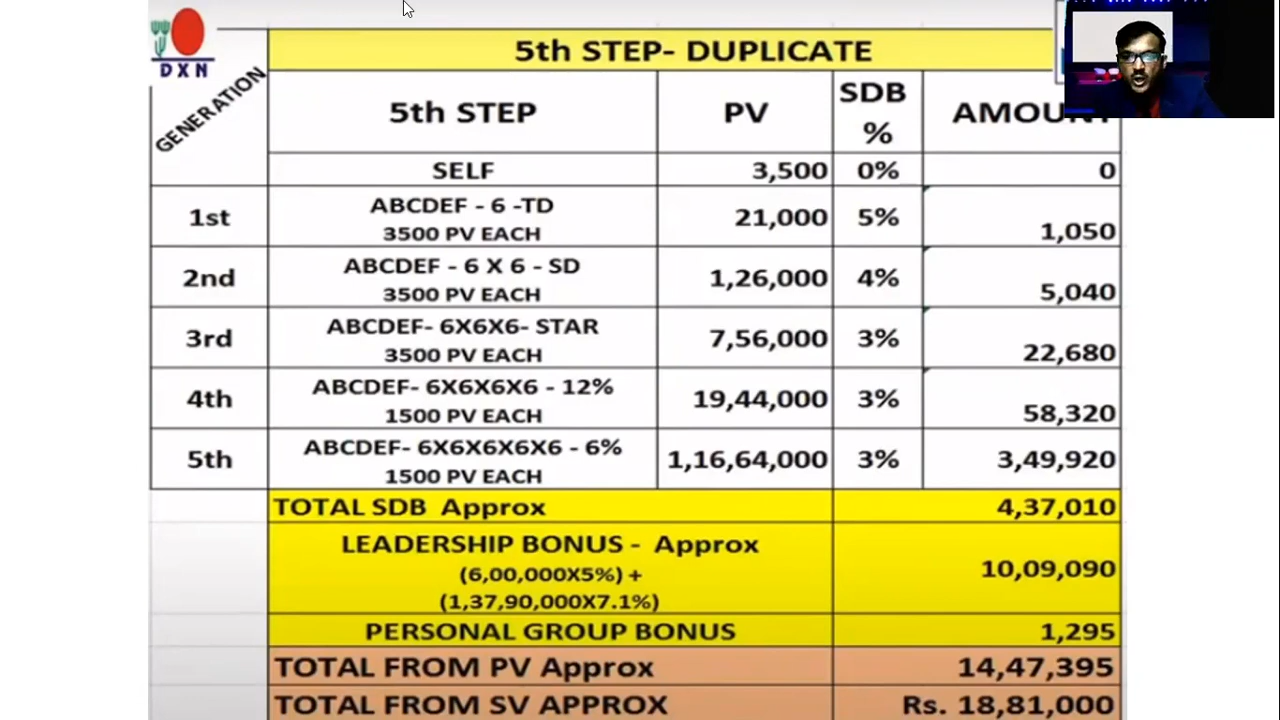 DXN
5th STEP- DUPLICATE
GENERATION
5th STEP
PV
SDB
%
AMOUNT
SELF
3,500
0%
0
1st
ABCDEF - 6 -TD
3500 PV EACH
21,000
5%
1,050
2nd
ABCDEF - 6 X 6 - SD
3500 PV EACH
1,26,000
4%
5,040
3rd
ABCDEF- 6X6X6- STAR
3500 PV EACH
7,56,000
3%
22,680
4th
ABCDEF- 6X6X6X6 - 12%
1500 PV EACH
19,44,000
3%
58,320
5th
ABCDEF- 6X6X6X6X6 - 6%
1500 PV EACH
1,16,64,000
3%
3,49,920
TOTAL SDB Approx
4,37,010
LEADERSHIP BONUS - Approx
(6,00,000X5%) +
(1,37,90,000X7.1%)
10,09,090
PERSONAL GROUP BONUS
1,295
TOTAL FROM PV Approx
14,47,395
TOTAL FROM SV APPROX
Rs. 18,81,000